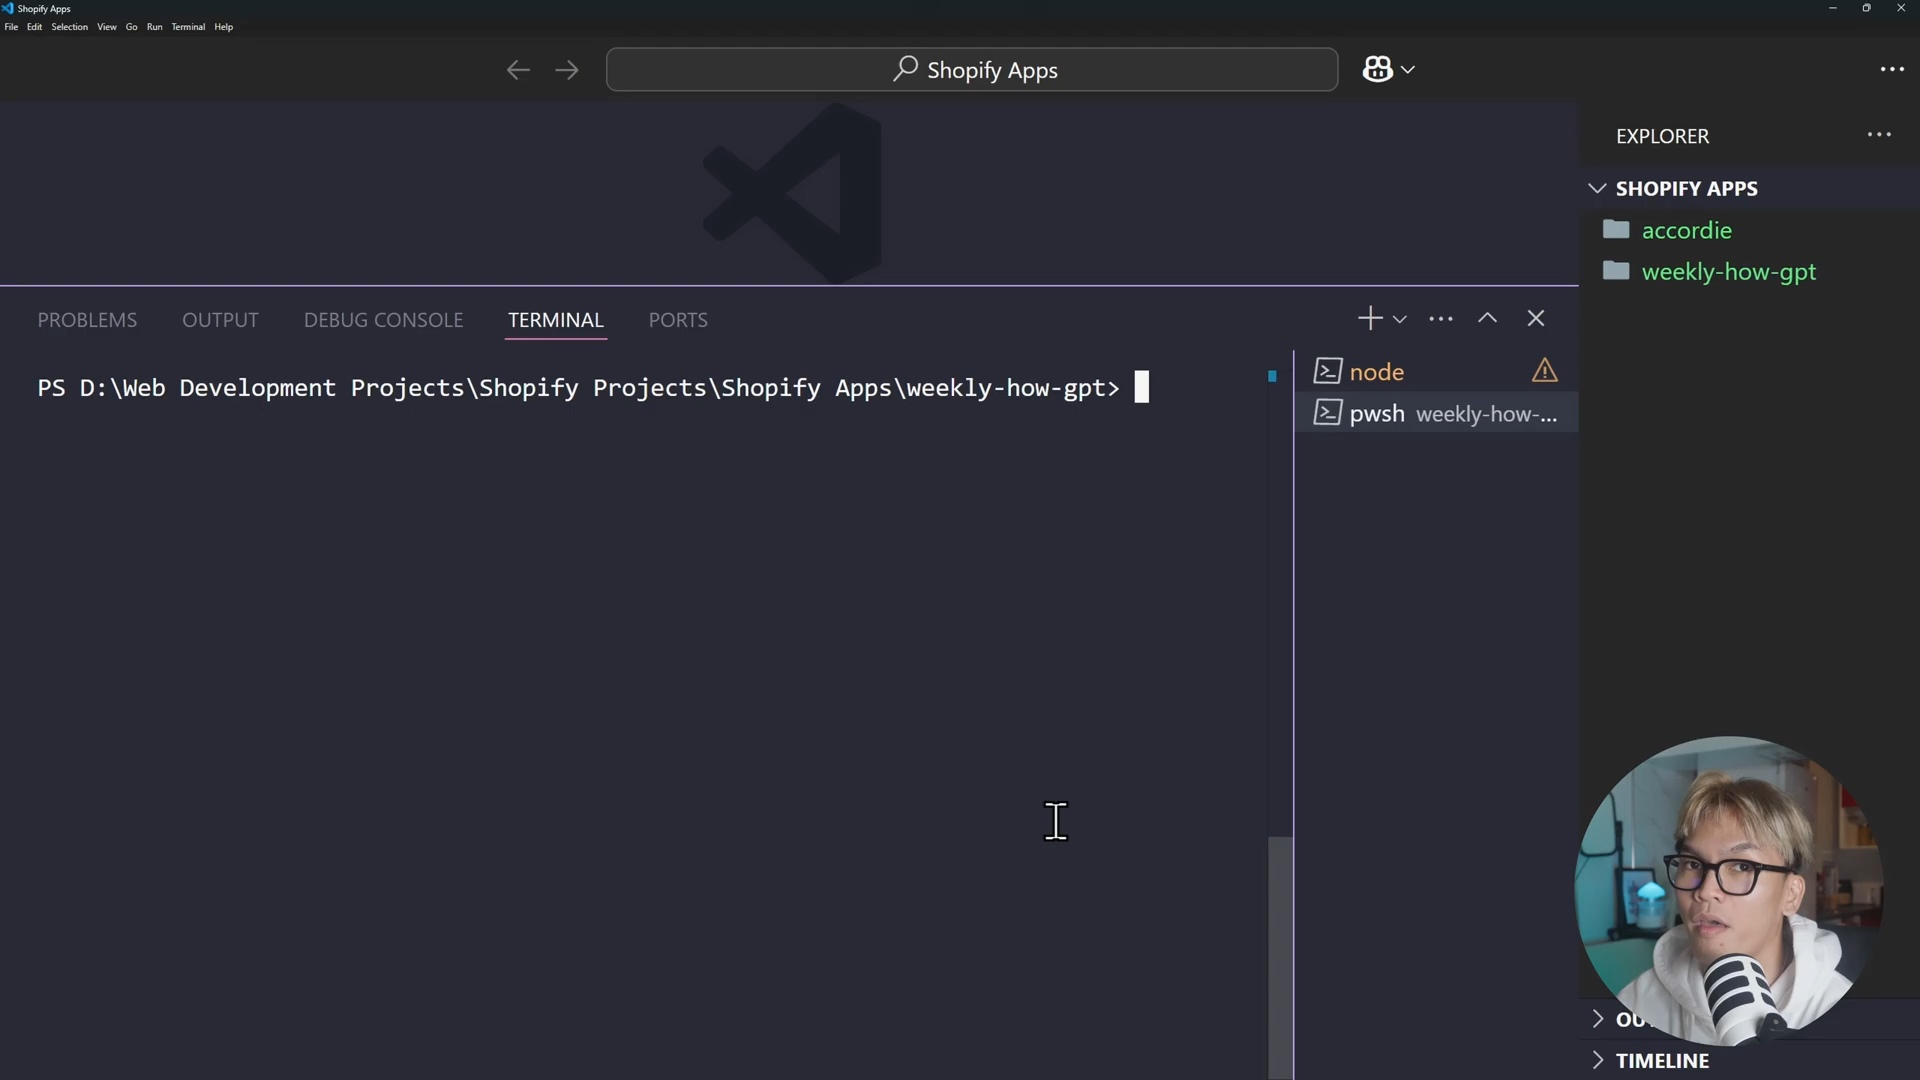 Shopify Apps
File Edit Selection View Go Run Terminal Help
Shopify Apps
EXPLORER
SHOPIFY APPS
accordie
weekly-how-gpt
PROBLEMS OUTPUT DEBUG CONSOLE TERMINAL PORTS
PS D:\Web Development Projects\Shopify Projects\Shopify Apps\weekly-how-gpt>
node
pwsh weekly-how-...
TIMELINE